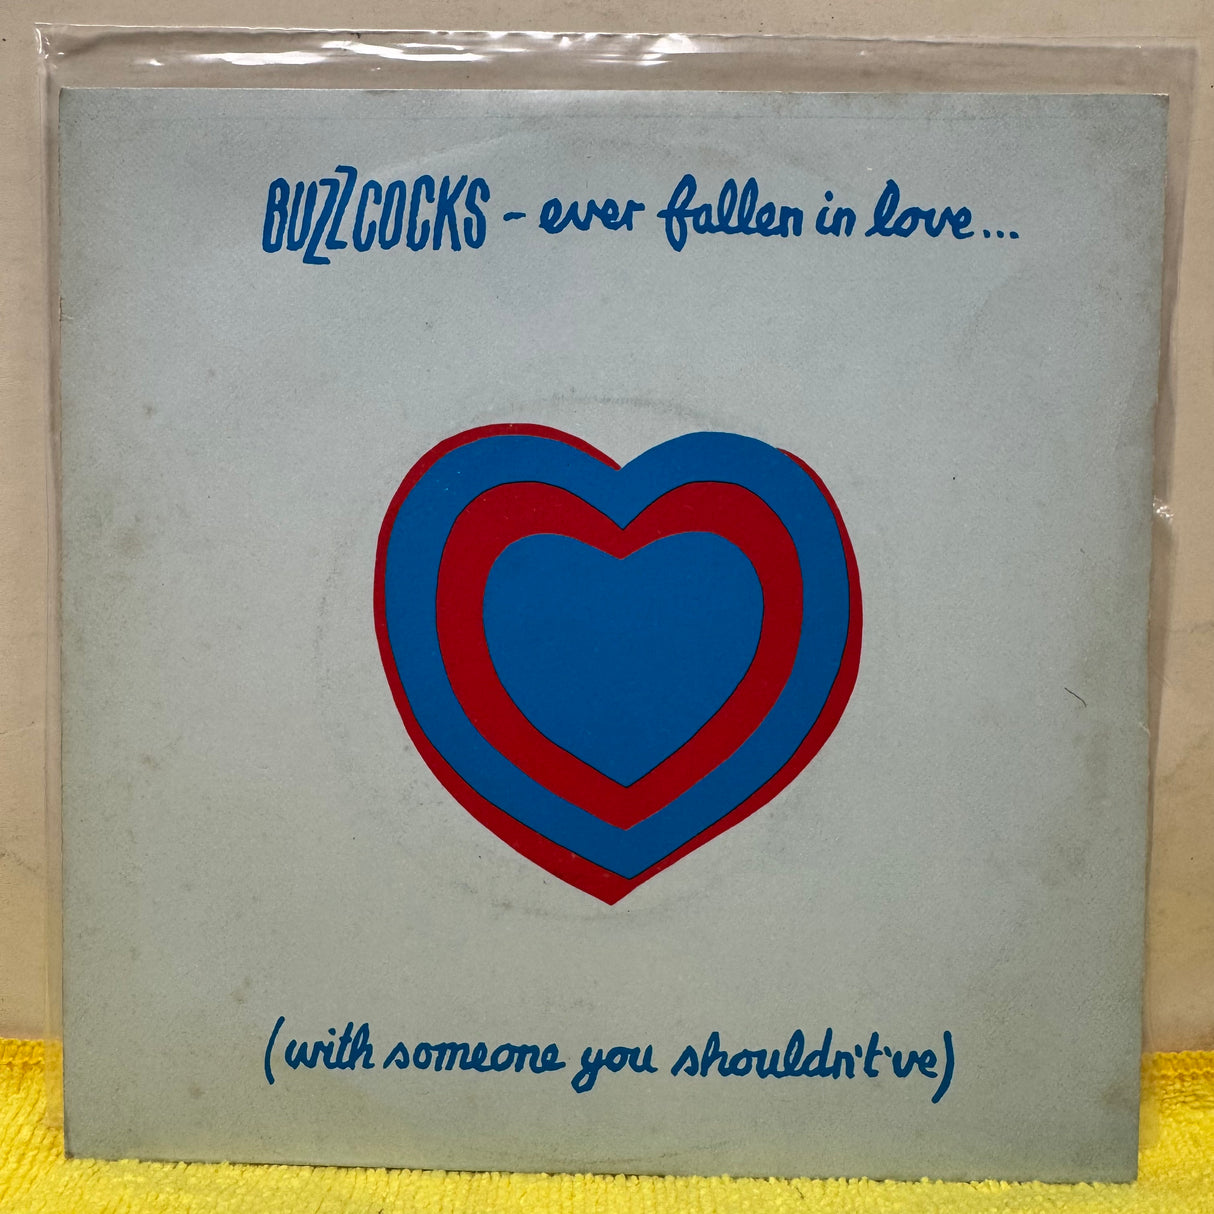 BUZZCOCKS - ever fallen in love...
(with someone you shouldn't've)